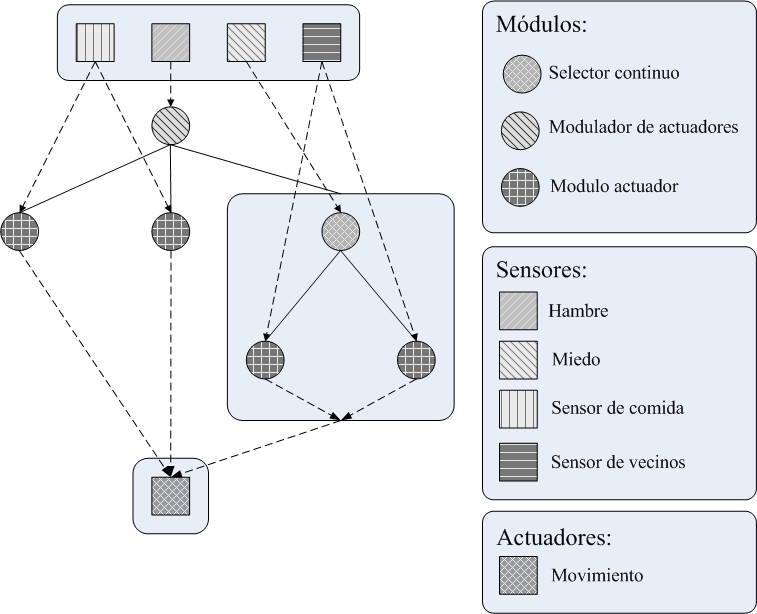 Módulos:
Selector continuo
Modulador de actuadores
Modulo actuador
Sensores:
Hambre
Miedo
Sensor de comida
Sensor de vecinos
Actuadores:
Movimiento